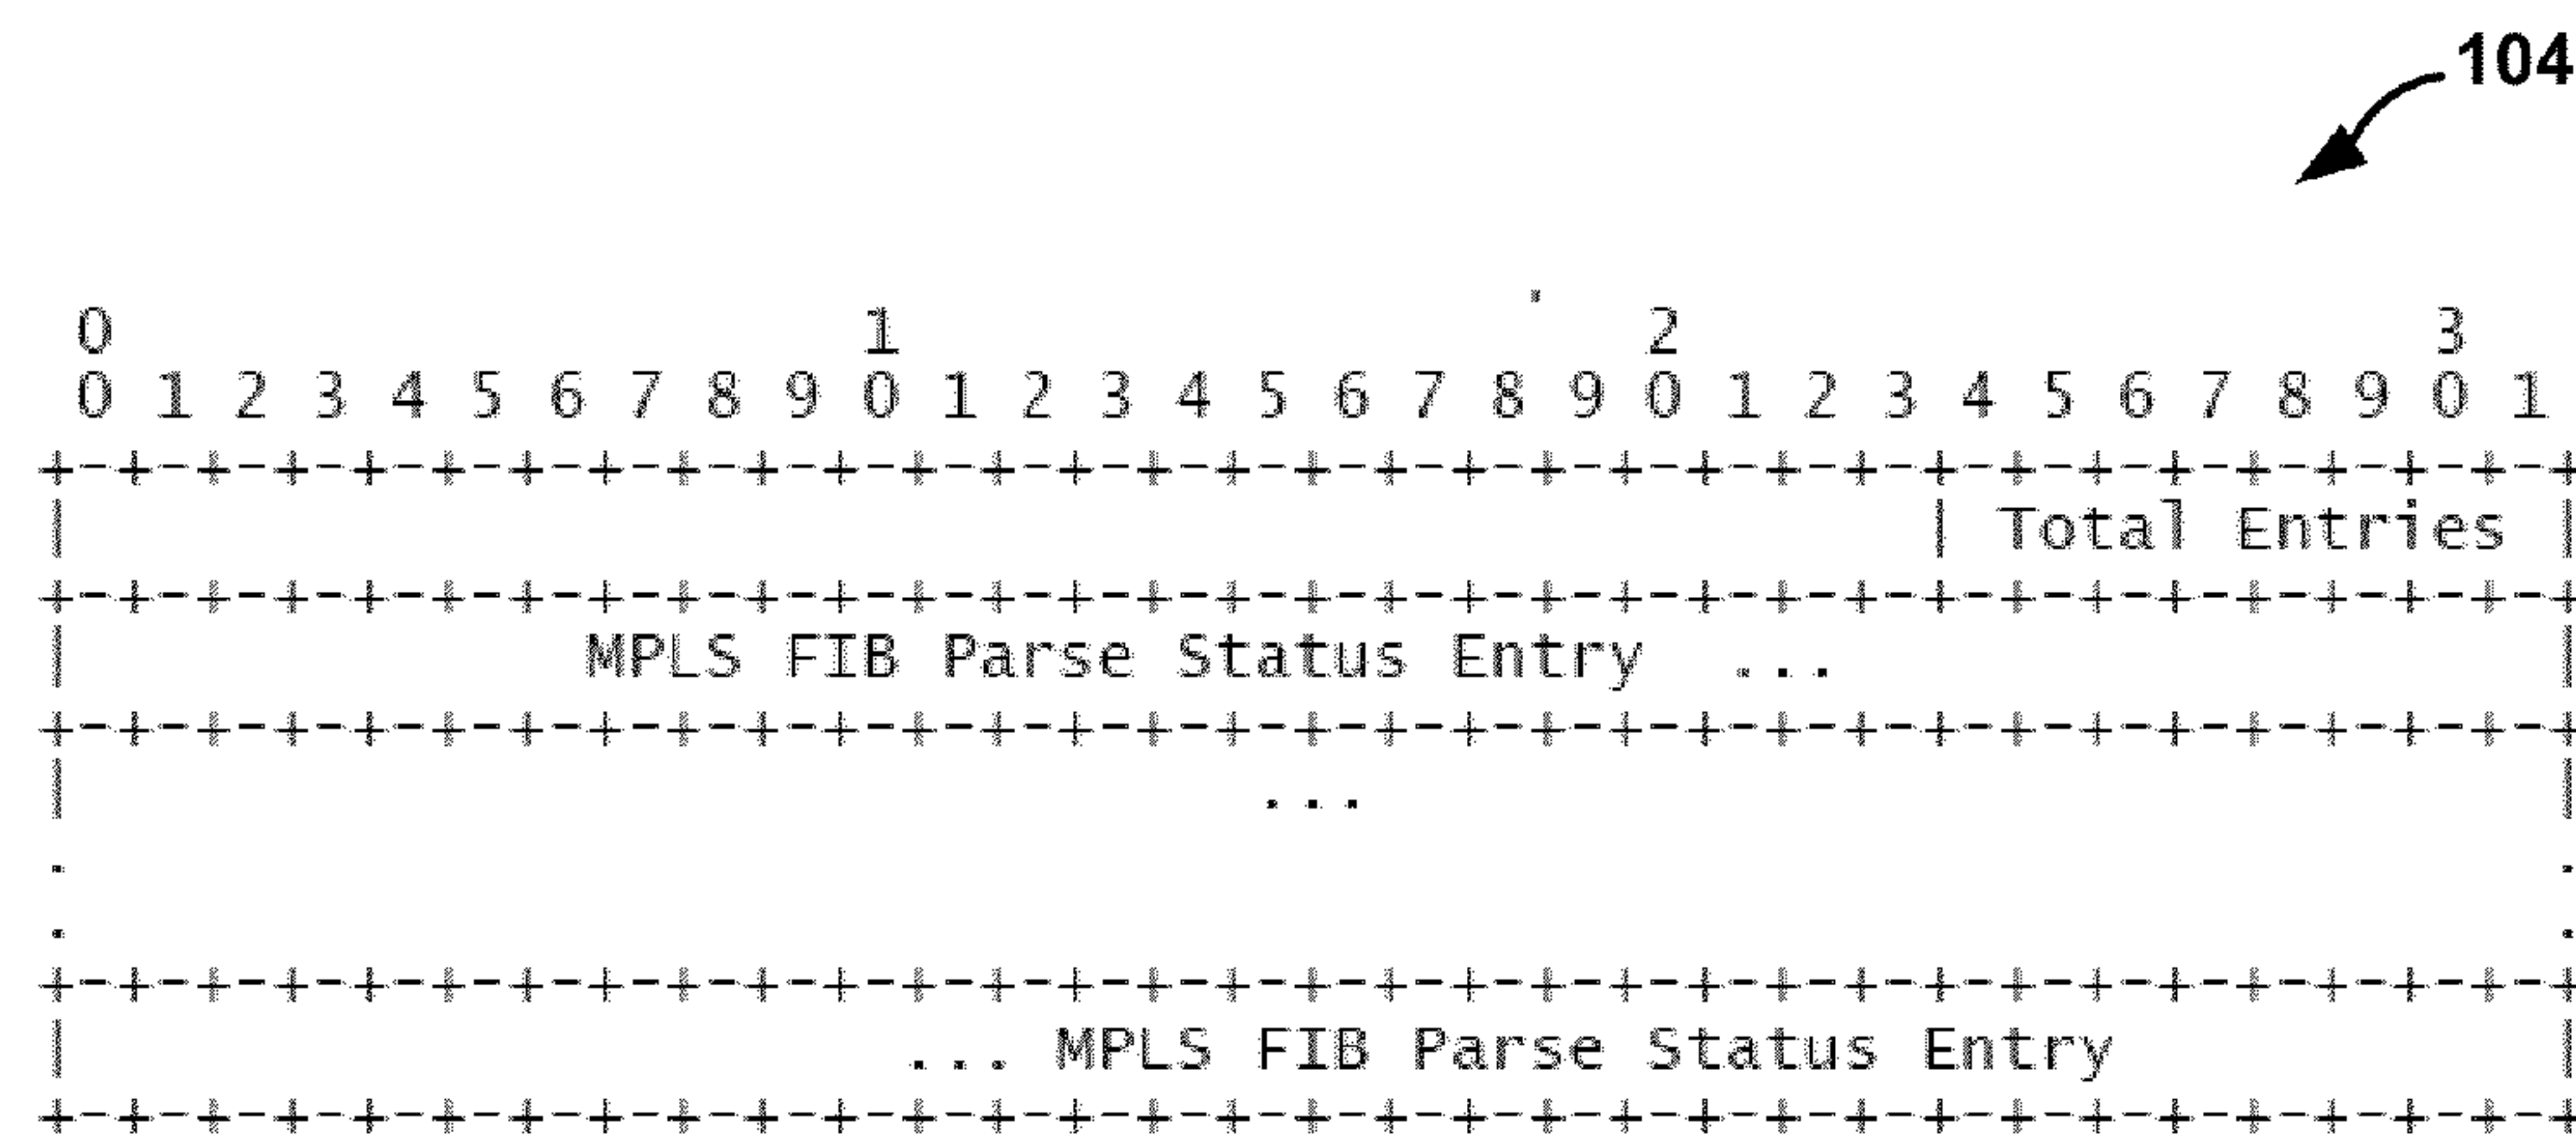 104
0                   1                   2                   3
0 1 2 3 4 5 6 7 8 9 0 1 2 3 4 5 6 7 8 9 0 1 2 3 4 5 6 7 8 9 0 1
+-+-+-+-+-+-+-+-+-+-+-+-+-+-+-+-+-+-+-+-+-+-+-+-+-+-+-+-+-+-+-+-+
|                                               | Total Entries |
+-+-+-+-+-+-+-+-+-+-+-+-+-+-+-+-+-+-+-+-+-+-+-+-+-+-+-+-+-+-+-+-+
|             MPLS FIB Parse Status Entry  ...                  |
+-+-+-+-+-+-+-+-+-+-+-+-+-+-+-+-+-+-+-+-+-+-+-+-+-+-+-+-+-+-+-+-+
|                              ...                              |
.                                                               .
.                                                               .
+-+-+-+-+-+-+-+-+-+-+-+-+-+-+-+-+-+-+-+-+-+-+-+-+-+-+-+-+-+-+-+-+
|                     ... MPLS FIB Parse Status Entry           |
+-+-+-+-+-+-+-+-+-+-+-+-+-+-+-+-+-+-+-+-+-+-+-+-+-+-+-+-+-+-+-+-+